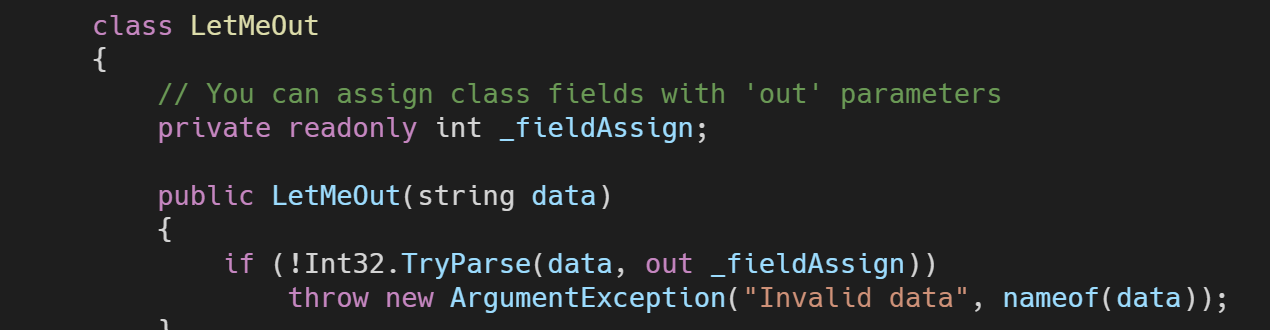 class LetMeOut
{
// You can assign class fields with 'out' parameters
private readonly int _fieldAssign;
public LetMeOut(string data)
{
if (!Int32.TryParse(data, out _fieldAssign))
throw new ArgumentException("Invalid data", nameof(data));
}